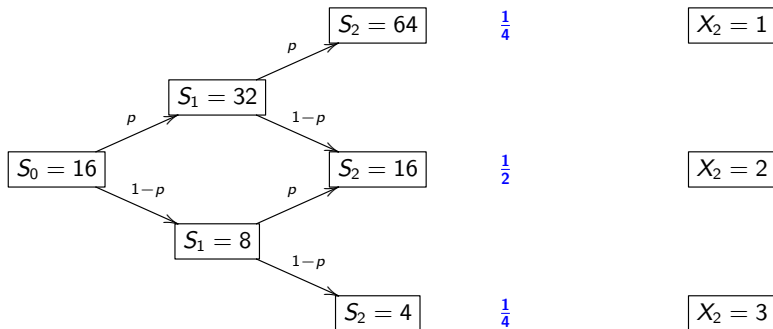 S₂ = 64 1/4 X₂ = 1
p
S₁ = 32
p 1−p
S₀ = 16 S₂ = 16 1/2 X₂ = 2
1−p p
S₁ = 8
1−p
S₂ = 4 1/4 X₂ = 3